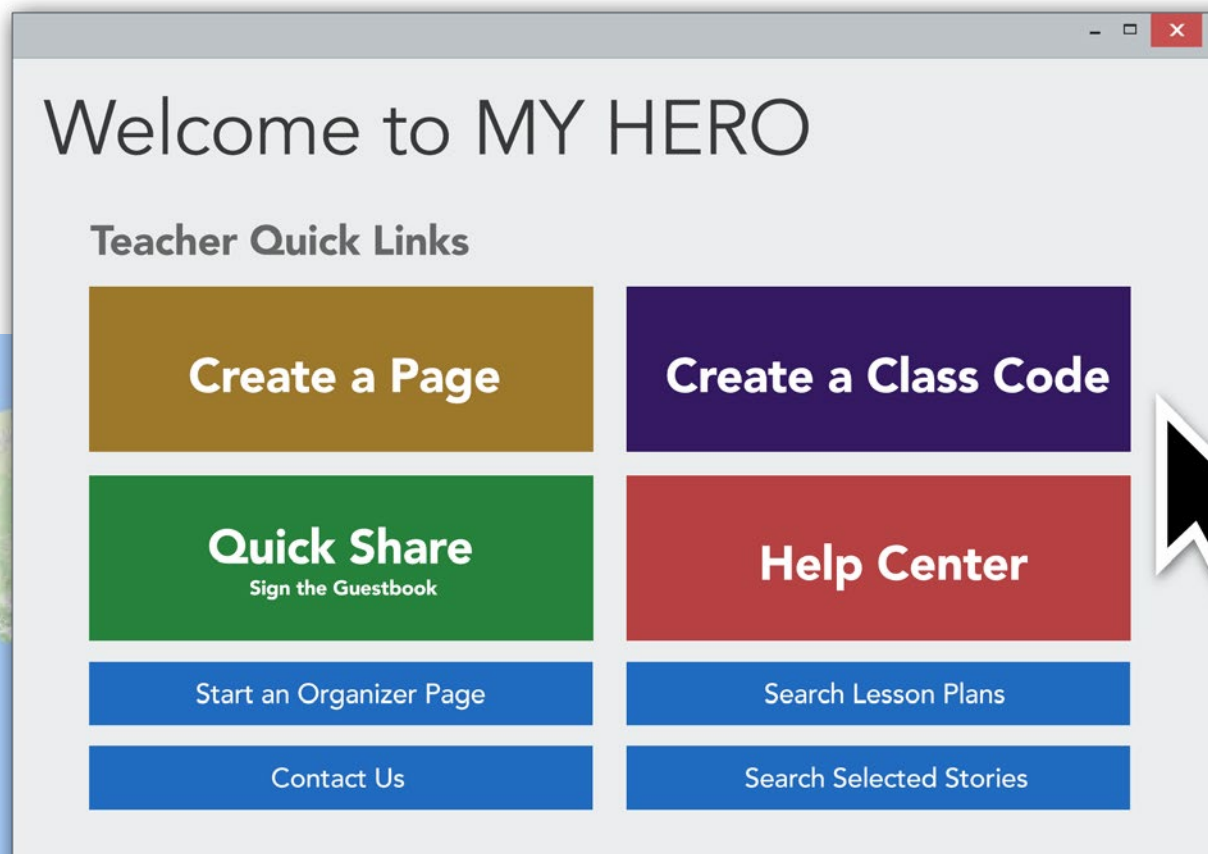 Welcome to MY HERO
Teacher Quick Links
Create a Page
Create a Class Code
Quick Share
Sign the Guestbook
Help Center
Start an Organizer Page
Search Lesson Plans
Contact Us
Search Selected Stories